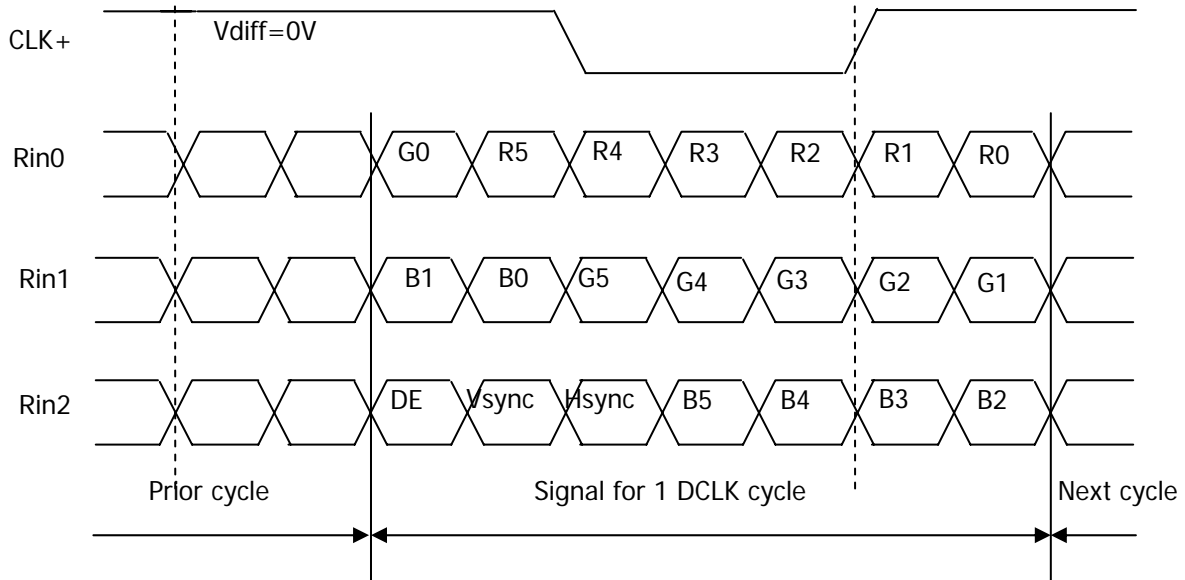 CLK+ Vdiff=0V
Rin0 G0 R5 R4 R3 R2 R1 R0
Rin1 B1 B0 G5 G4 G3 G2 G1
Rin2 DE Vsync Hsync B5 B4 B3 B2
Prior cycle Signal for 1 DCLK cycle Next cycle